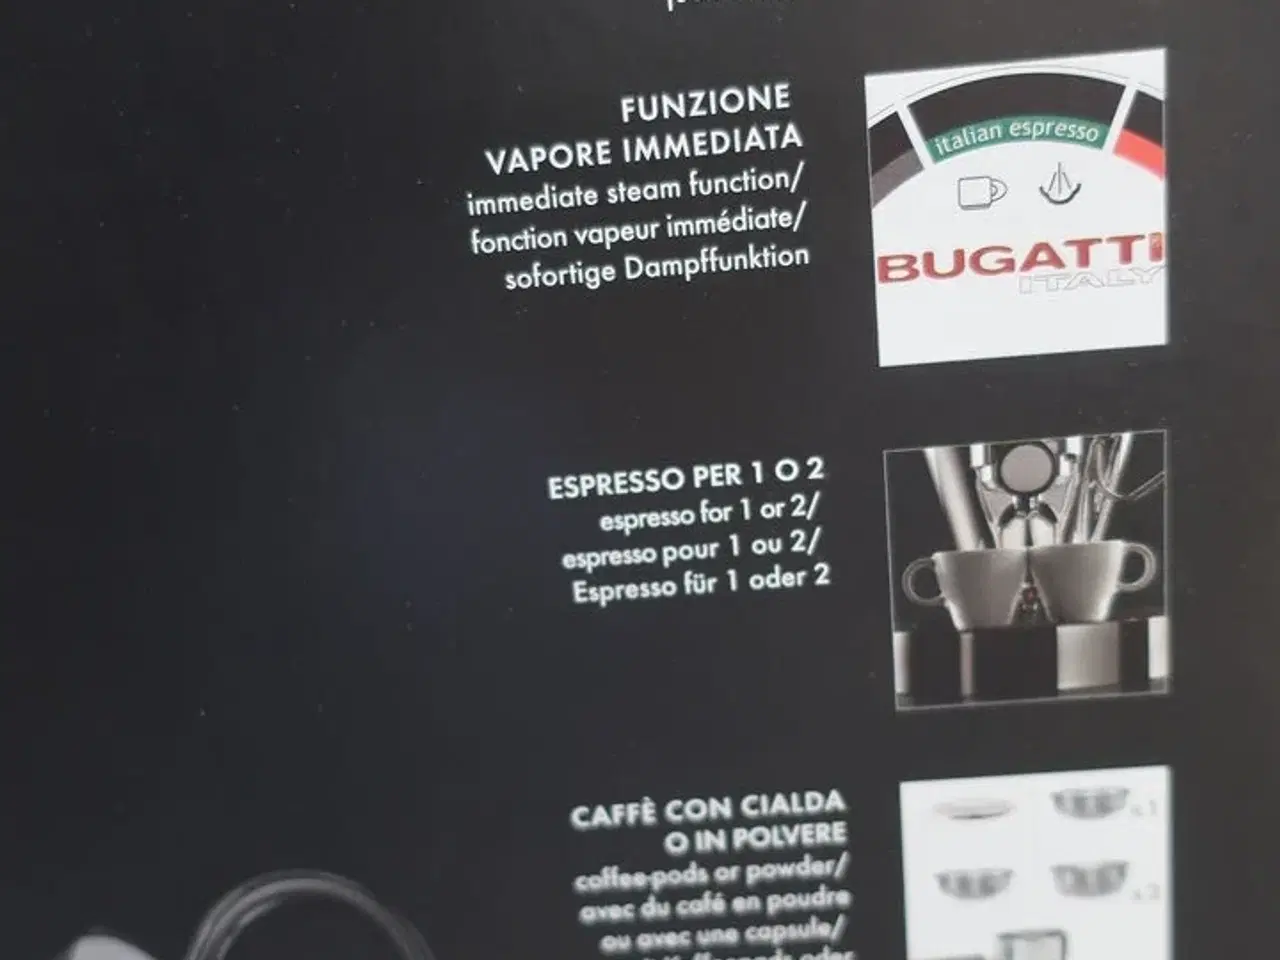 FUNZIONE
VAPORE IMMEDIATA
immediate steam function/
fonction vapeur immédiate/
sofortige Dampffunktion
italian espresso
BUGATTI
ITALY
ESPRESSO PER 1 O 2
espresso for 1 or 2/
espresso pour 1 ou 2/
Espresso für 1 oder 2
CAFFÈ CON CIALDA
O IN POLVERE
coffee-pods or powder/
avec du café en poudre
ou avec une capsule/
oder